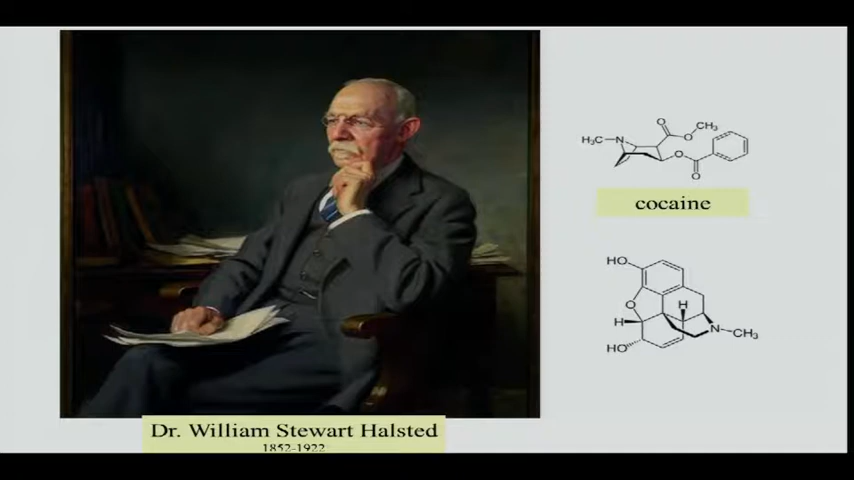 H₃C
N
O
O
CH₃
O
O
cocaine
HO
O
H
H
N
CH₃
HO
Dr. William Stewart Halsted
1852-1922